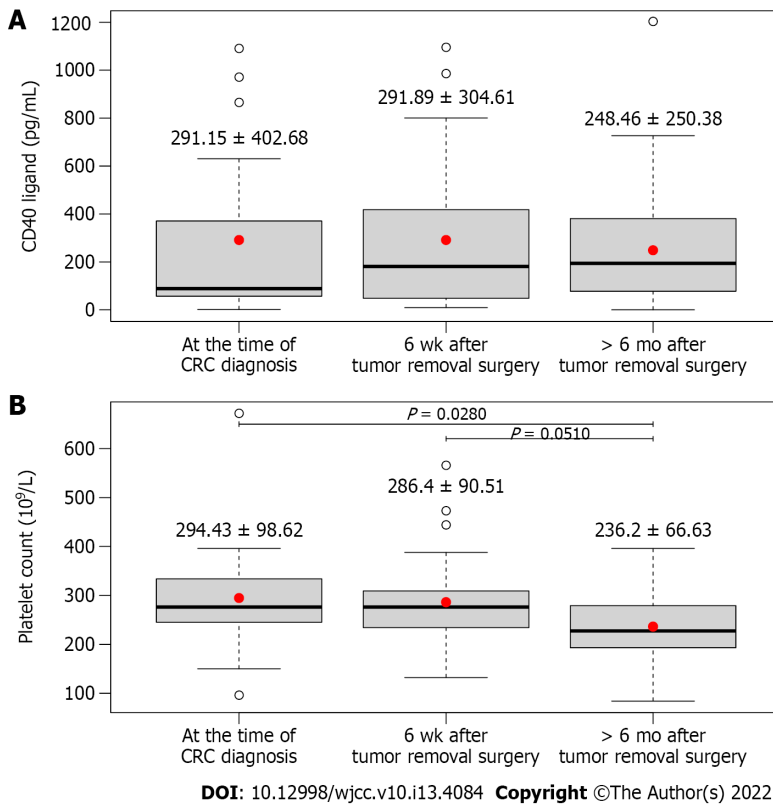 A
1200
1000
800
600
400
200
0
CD40 ligand (pg/mL)
291.15 ± 402.68
291.89 ± 304.61
248.46 ± 250.38
At the time of
CRC diagnosis
6 wk after
tumor removal surgery
> 6 mo after
tumor removal surgery
B
600
500
400
300
200
100
Platelet count (10⁹/L)
P = 0.0280
P = 0.0510
294.43 ± 98.62
286.4 ± 90.51
236.2 ± 66.63
At the time of
CRC diagnosis
6 wk after
tumor removal surgery
> 6 mo after
tumor removal surgery
DOI: 10.12998/wjcc.v10.i13.4084 Copyright ©The Author(s) 2022